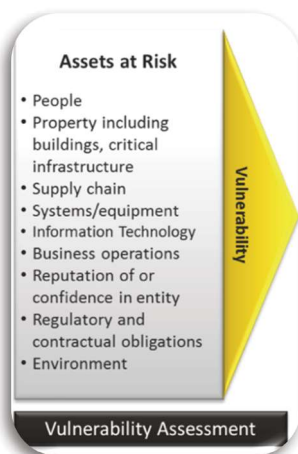 Assets at Risk
• People
• Property including
buildings, critical
infrastructure
• Supply chain
• Systems/equipment
• Information Technology
• Business operations
• Reputation of or
confidence in entity
• Regulatory and
contractual obligations
• Environment
Vulnerability
Vulnerability Assessment